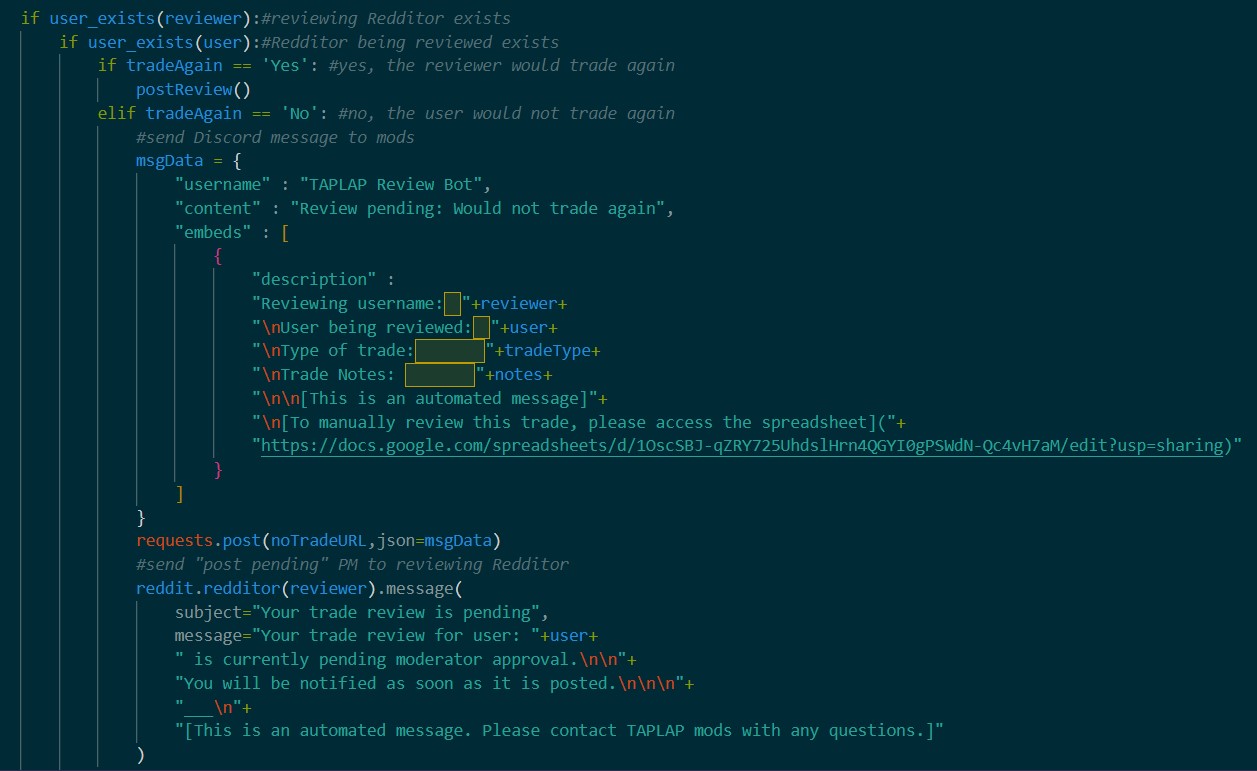 if user_exists(reviewer):#reviewing Redditor exists
if user_exists(user):#Redditor being reviewed exists
if tradeAgain == 'Yes': #yes, the reviewer would trade again
postReview()
elif tradeAgain == 'No': #no, the user would not trade again
#send Discord message to mods
msgData = {
"username" : "TAPLAP Review Bot",
"content" : "Review pending: Would not trade again",
"embeds" : [
{
"description" :
"Reviewing username:  "+reviewer+
"\nUser being reviewed:  "+user+
"\nType of trade:       "+tradeType+
"\nTrade Notes:        "+notes+
"\n\n[This is an automated message]"+
"\n[To manually review this trade, please access the spreadsheet]("+
"https://docs.google.com/spreadsheets/d/1OscSBJ-qZRY725UhdslHrn4QGYI0gPSWdN-Qc4vH7aM/edit?usp=sharing)"
}
]
}
requests.post(noTradeURL,json=msgData)
#send "post pending" PM to reviewing Redditor
reddit.redditor(reviewer).message(
subject="Your trade review is pending",
message="Your trade review for user: "+user+
" is currently pending moderator approval.\n\n"+
"You will be notified as soon as it is posted.\n\n\n"+
"___\n"+
"[This is an automated message. Please contact TAPLAP mods with any questions.]"
)